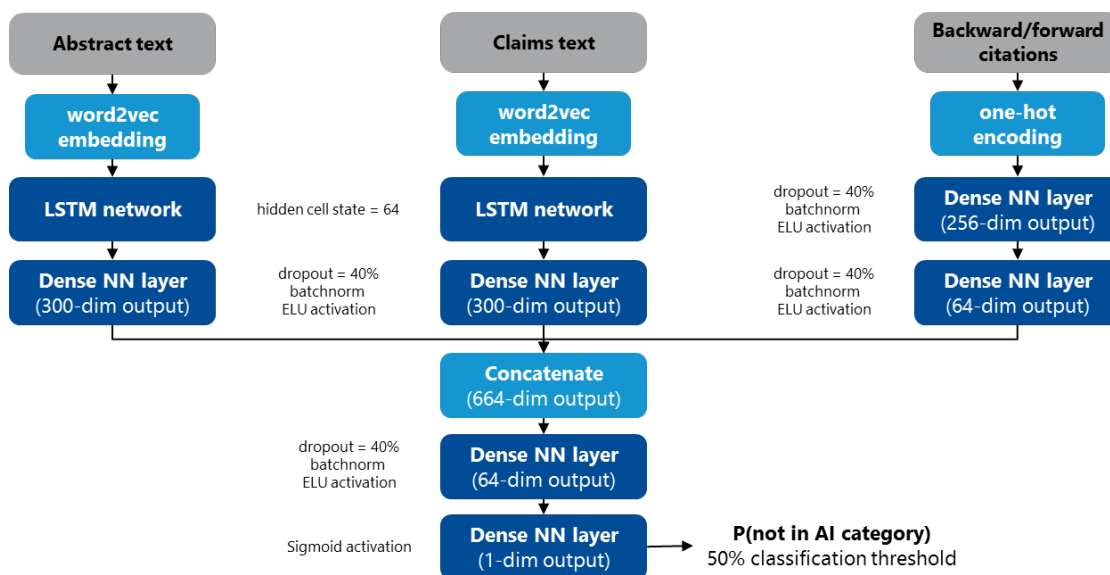 Abstract text
Claims text
Backward/forward
citations
word2vec
embedding
word2vec
embedding
one-hot
encoding
LSTM network
hidden cell state = 64
LSTM network
dropout = 40%
batchnorm
ELU activation
Dense NN layer
(256-dim output)
Dense NN layer
(300-dim output)
dropout = 40%
batchnorm
ELU activation
Dense NN layer
(300-dim output)
dropout = 40%
batchnorm
ELU activation
Dense NN layer
(64-dim output)
Concatenate
(664-dim output)
dropout = 40%
batchnorm
ELU activation
Dense NN layer
(64-dim output)
Sigmoid activation
Dense NN layer
(1-dim output)
P(not in AI category)
50% classification threshold